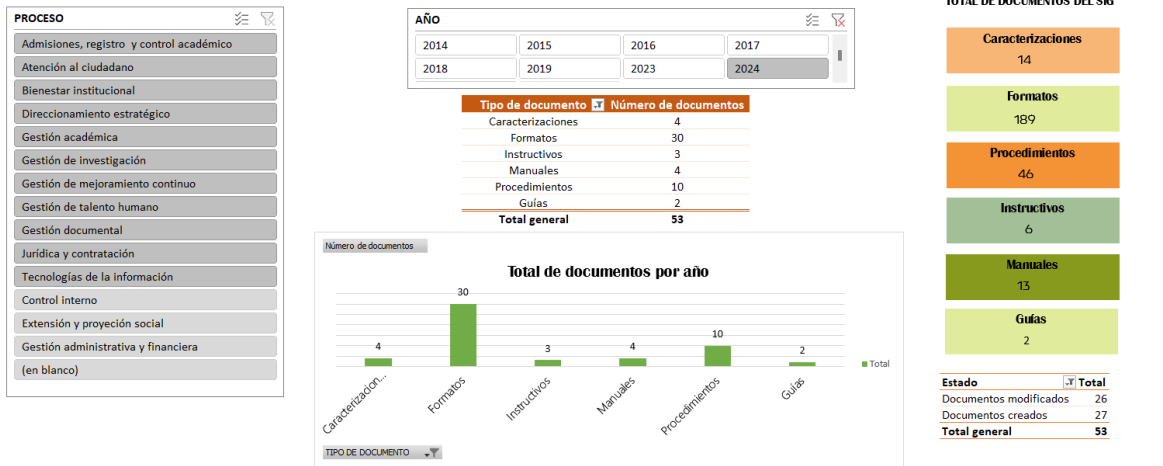 PROCESO
Admisiones, registro y control académico
Atención al ciudadano
Bienestar institucional
Direccionamiento estratégico
Gestión académica
Gestión de investigación
Gestión de mejoramiento continuo
Gestión de talento humano
Gestión documental
Jurídica y contratación
Tecnologías de la información
Control interno
Extensión y proyeción social
Gestión administrativa y financiera
(en blanco)
AÑO
2014 2015 2016 2017
2018 2019 2023 2024
Tipo de documento Número de documentos
Caracterizaciones 4
Formatos 30
Instructivos 3
Manuales 4
Procedimientos 10
Guías 2
Total general 53
Número de documentos
Total de documentos por año
30
4
3
4
10
2
Total
Caracterizacion...
Formatos
Instructivos
Manuales
Procedimientos
Guías
TIPO DE DOCUMENTO
TOTAL DE DOCUMENTOS DEL SIG
Caracterizaciones
14
Formatos
189
Procedimientos
46
Instructivos
6
Manuales
13
Guías
2
Estado Total
Documentos modificados 26
Documentos creados 27
Total general 53